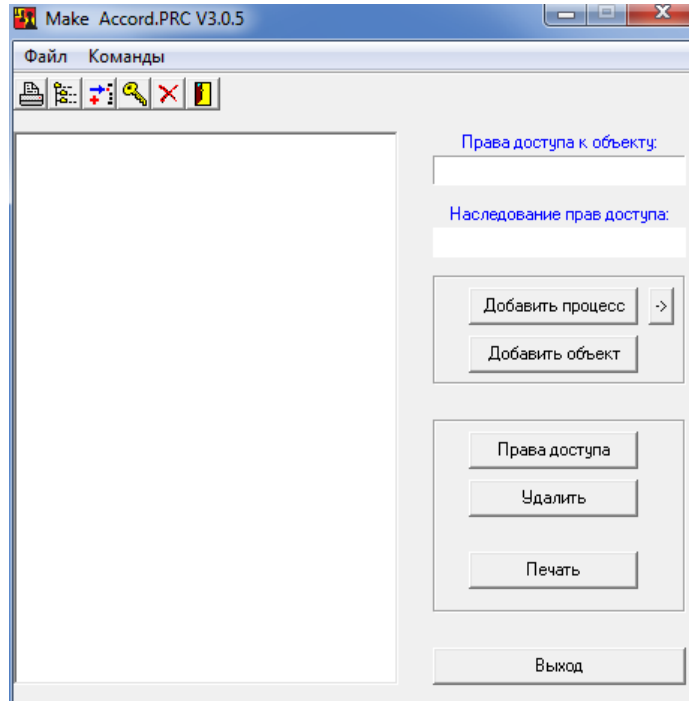 Make Accord.PRC V3.0.5
Файл Команды
Права доступа к объекту:
Наследование прав доступа:
Добавить процесс ->
Добавить объект
Права доступа
Удалить
Печать
Выход